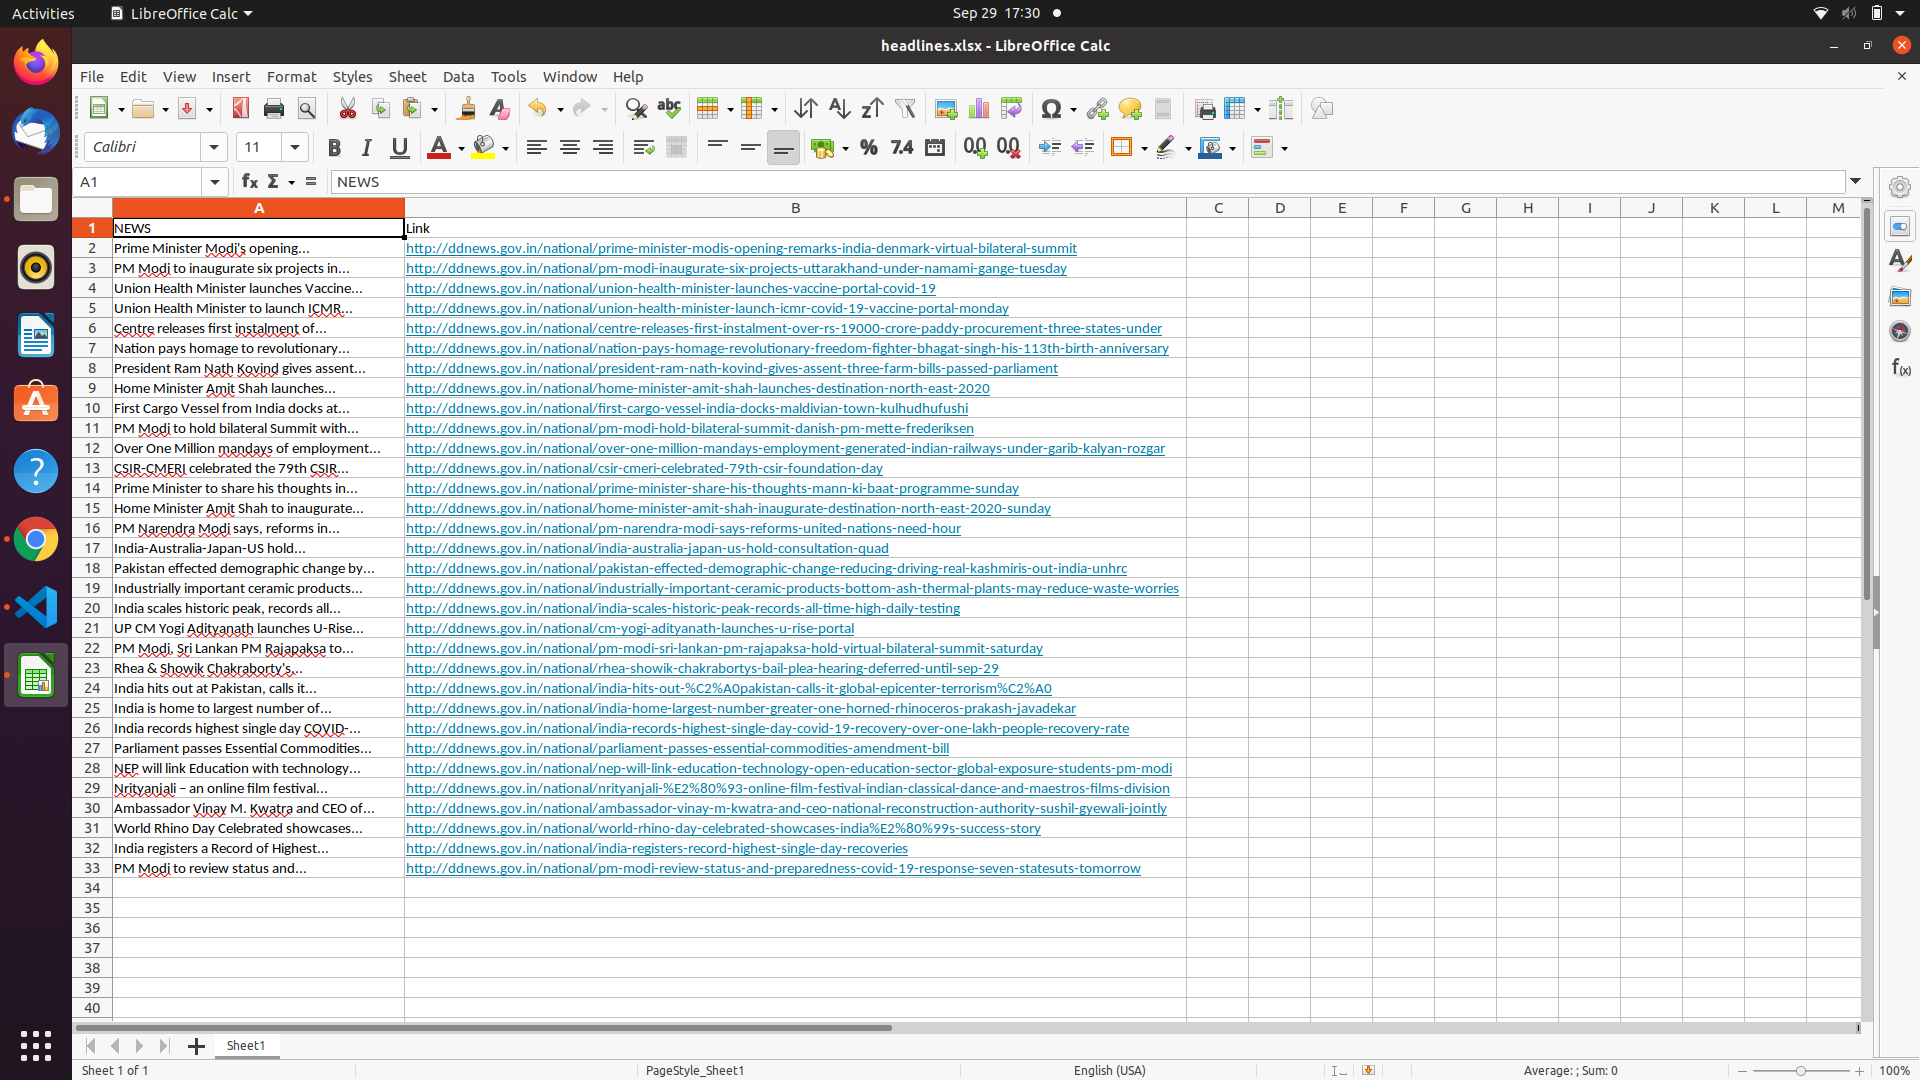 Activities LibreOffice Calc Sep 29 17:30
headlines.xlsx - LibreOffice Calc
File Edit View Insert Format Styles Sheet Data Tools Window Help
Calibri 11
A1 NEWS
A B C D E F G H I J K L M
1 NEWS Link
2 Prime Minister Modi's opening... http://ddnews.gov.in/national/prime-minister-modis-opening-remarks-india-denmark-virtual-bilateral-summit
3 PM Modi to inaugurate six projects in... http://ddnews.gov.in/national/pm-modi-inaugurate-six-projects-uttarakhand-under-namami-gange-tuesday
4 Union Health Minister launches Vaccine... http://ddnews.gov.in/national/union-health-minister-launches-vaccine-portal-covid-19
5 Union Health Minister to launch ICMR... http://ddnews.gov.in/national/union-health-minister-launch-icmr-covid-19-vaccine-portal-monday
6 Centre releases first instalment of... http://ddnews.gov.in/national/centre-releases-first-instalment-over-rs-19000-crore-paddy-procurement-three-states-under
7 Nation pays homage to revolutionary... http://ddnews.gov.in/national/nation-pays-homage-revolutionary-freedom-fighter-bhagat-singh-his-113th-birth-anniversary
8 President Ram Nath Kovind gives assent... http://ddnews.gov.in/national/president-ram-nath-kovind-gives-assent-three-farm-bills-passed-parliament
9 Home Minister Amit Shah launches... http://ddnews.gov.in/national/home-minister-amit-shah-launches-destination-north-east-2020
10 First Cargo Vessel from India docks at... http://ddnews.gov.in/national/first-cargo-vessel-india-docks-maldivian-town-kulhudhufushi
11 PM Modi to hold bilateral Summit with... http://ddnews.gov.in/national/pm-modi-hold-bilateral-summit-danish-pm-mette-frederiksen
12 Over One Million mandays of employment... http://ddnews.gov.in/national/over-one-million-mandays-employment-generated-indian-railways-under-garib-kalyan-rozgar
13 CSIR-CMERI celebrated the 79th CSIR... http://ddnews.gov.in/national/csir-cmeri-celebrated-79th-csir-foundation-day
14 Prime Minister to share his thoughts in... http://ddnews.gov.in/national/prime-minister-share-his-thoughts-mann-ki-baat-programme-sunday
15 Home Minister Amit Shah to inaugurate... http://ddnews.gov.in/national/home-minister-amit-shah-inaugurate-destination-north-east-2020-sunday
16 PM Narendra Modi says, reforms in... http://ddnews.gov.in/national/pm-narendra-modi-says-reforms-united-nations-need-hour
17 India-Australia-Japan-US hold... http://ddnews.gov.in/national/india-australia-japan-us-hold-consultation-quad
18 Pakistan effected demographic change by... http://ddnews.gov.in/national/pakistan-effected-demographic-change-reducing-driving-real-kashmiris-out-india-unhrc
19 Industrially important ceramic products... http://ddnews.gov.in/national/industrially-important-ceramic-products-bottom-ash-thermal-plants-may-reduce-waste-worries
20 India scales historic peak, records all... http://ddnews.gov.in/national/india-scales-historic-peak-records-all-time-high-daily-testing
21 UP CM Yogi Adityanath launches U-Rise... http://ddnews.gov.in/national/cm-yogi-adityanath-launches-u-rise-portal
22 PM Modi, Sri Lankan PM Rajapaksa to... http://ddnews.gov.in/national/pm-modi-sri-lankan-pm-rajapaksa-hold-virtual-bilateral-summit-saturday
23 Rhea & Showik Chakraborty's... http://ddnews.gov.in/national/rhea-showik-chakrabortys-bail-plea-hearing-deferred-until-sep-29
24 India hits out at Pakistan, calls it... http://ddnews.gov.in/national/india-hits-out-%C2%A0pakistan-calls-it-global-epicenter-terrorism%C2%A0
25 India is home to largest number of... http://ddnews.gov.in/national/india-home-largest-number-greater-one-horned-rhinoceros-prakash-javadekar
26 India records highest single day COVID-... http://ddnews.gov.in/national/india-records-highest-single-day-covid-19-recovery-over-one-lakh-people-recovery-rate
27 Parliament passes Essential Commodities... http://ddnews.gov.in/national/parliament-passes-essential-commodities-amendment-bill
28 NEP will link Education with technology... http://ddnews.gov.in/national/nep-will-link-education-technology-open-education-sector-global-exposure-students-pm-modi
29 Nrityanjali – an online film festival... http://ddnews.gov.in/national/nrityanjali-%E2%80%93-online-film-festival-indian-classical-dance-and-maestros-films-division
30 Ambassador Vinay M. Kwatra and CEO of... http://ddnews.gov.in/national/ambassador-vinay-m-kwatra-and-ceo-national-reconstruction-authority-sushil-gyewali-jointly
31 World Rhino Day Celebrated showcases... http://ddnews.gov.in/national/world-rhino-day-celebrated-showcases-india%E2%80%99s-success-story
32 India registers a Record of Highest... http://ddnews.gov.in/national/india-registers-record-highest-single-day-recoveries
33 PM Modi to review status and... http://ddnews.gov.in/national/pm-modi-review-status-and-preparedness-covid-19-response-seven-statesuts-tomorrow
34
35
36
37
38
39
40
Sheet1
Sheet 1 of 1 PageStyle_Sheet1 English (USA) Average: ; Sum: 0 100%